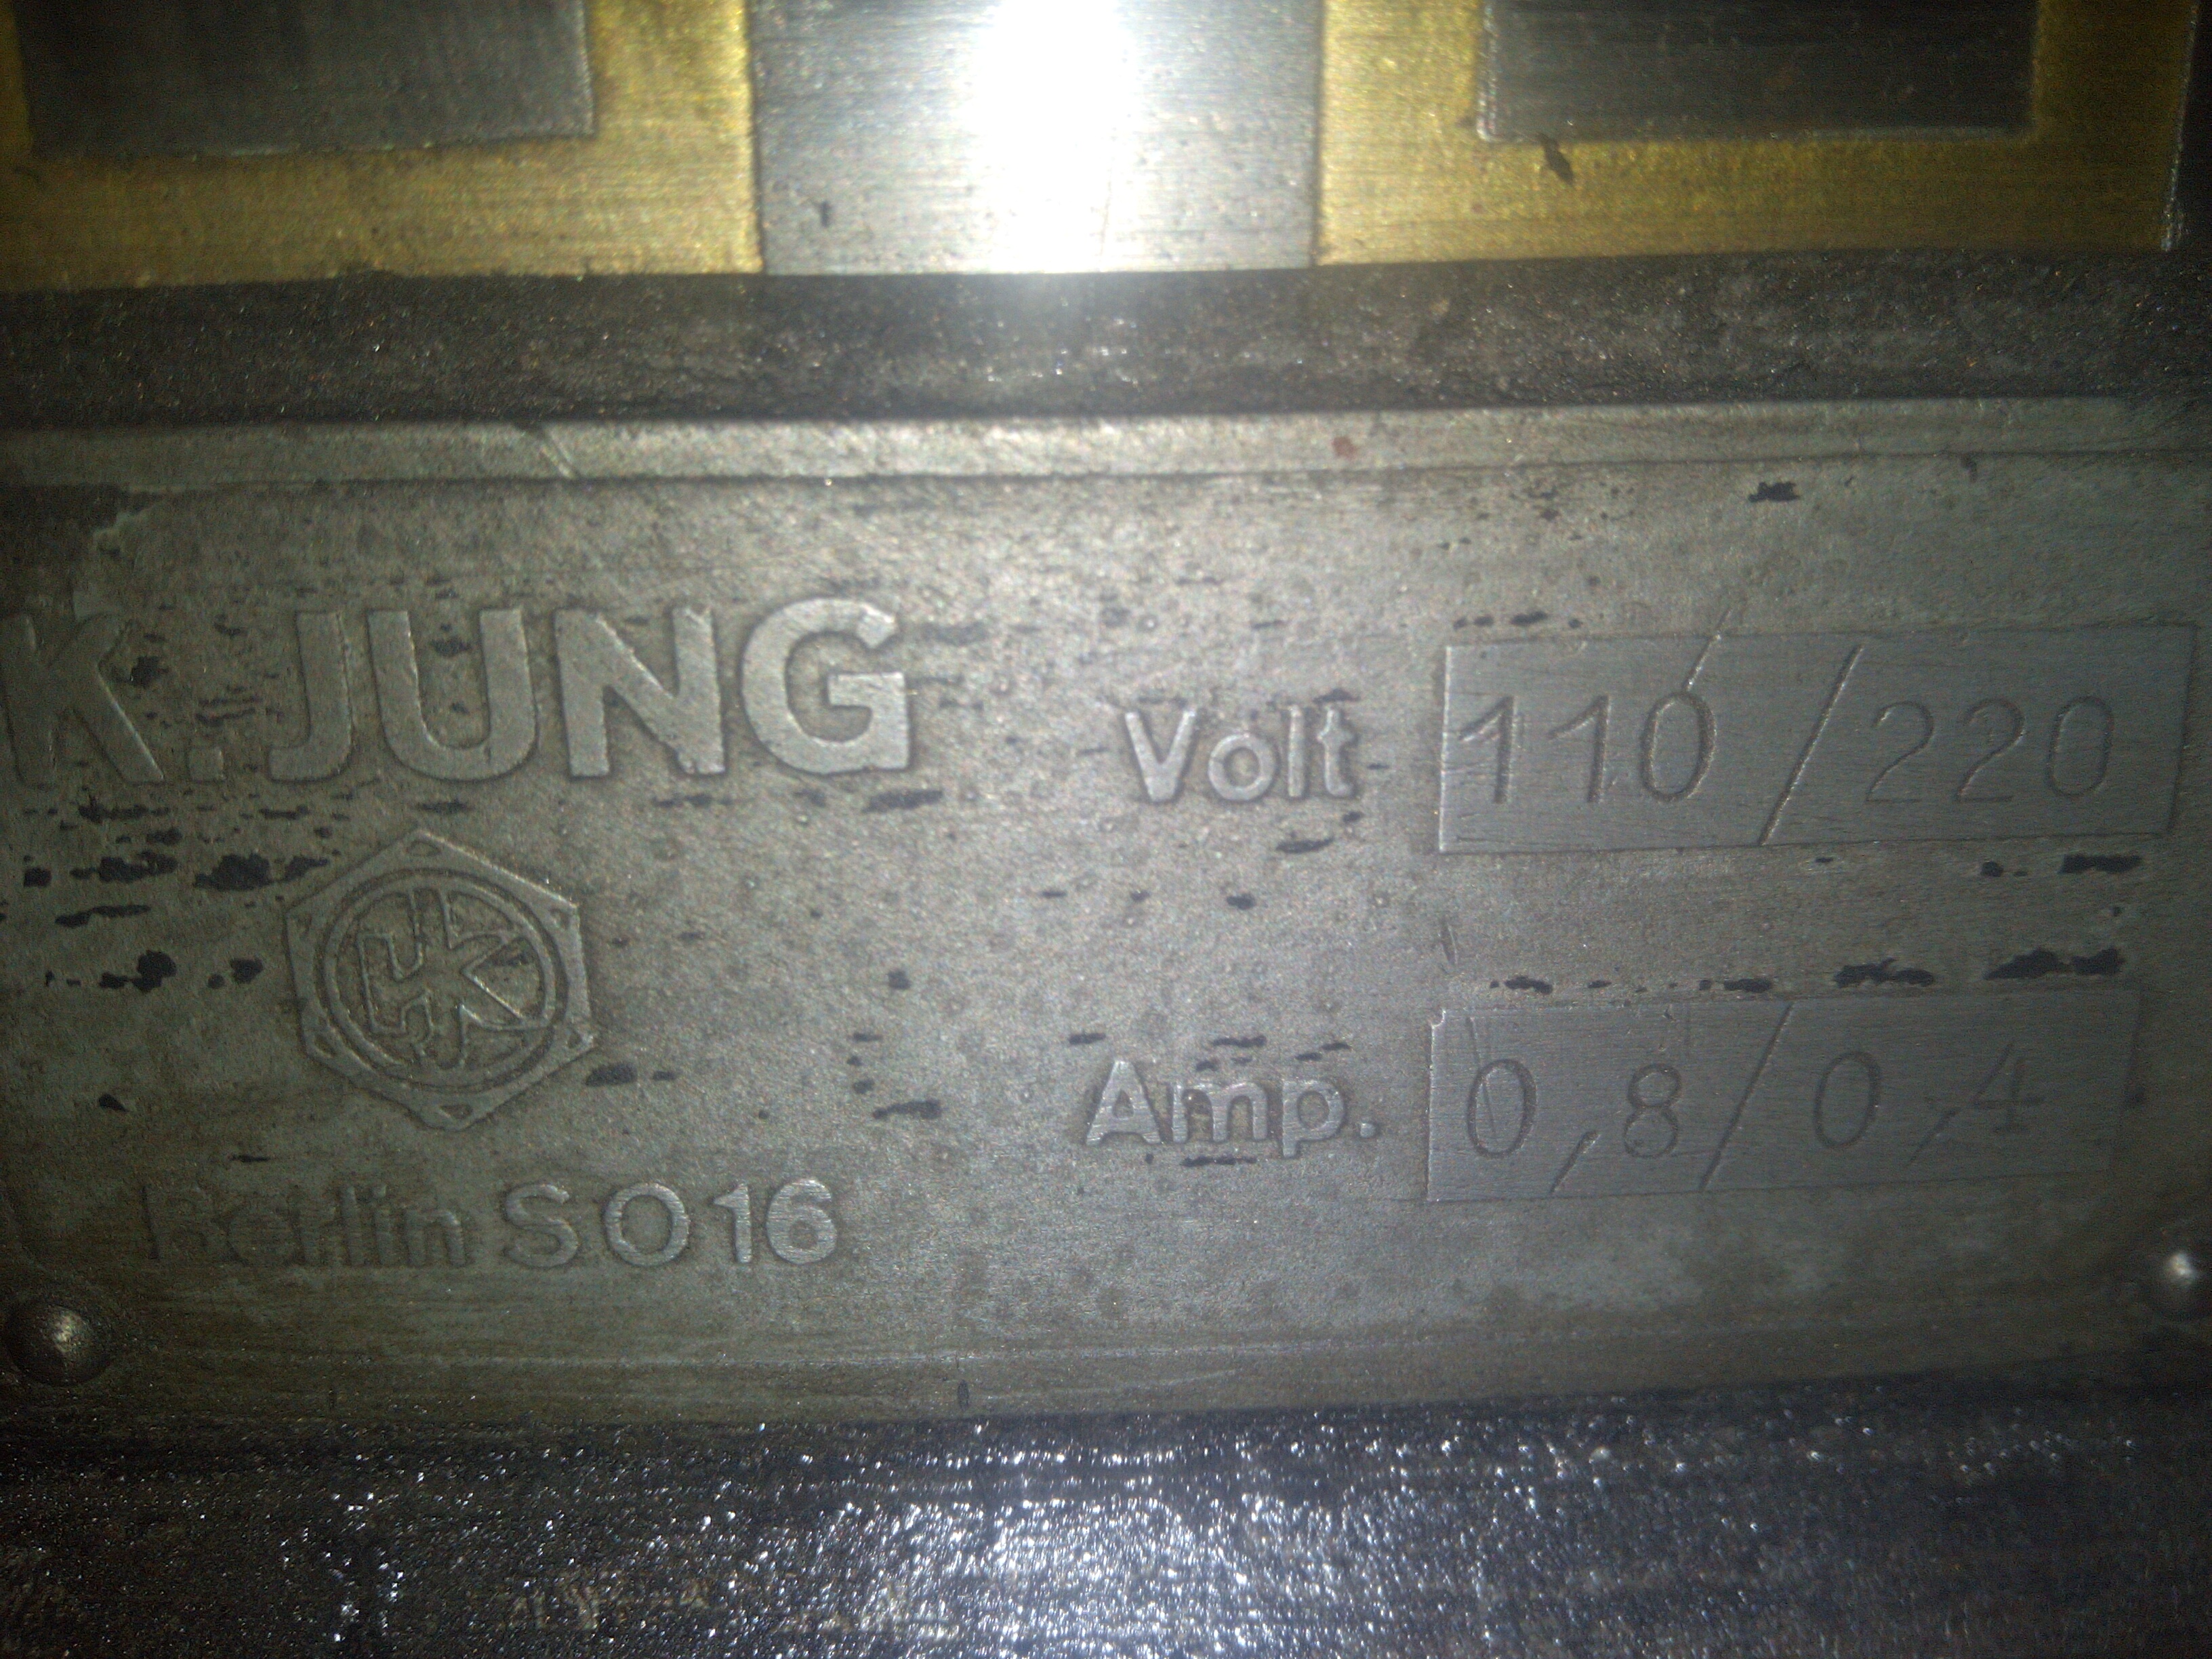 K. JUNG
Volt 110/220
Amp. 0,8/0,4
Berlin SO16